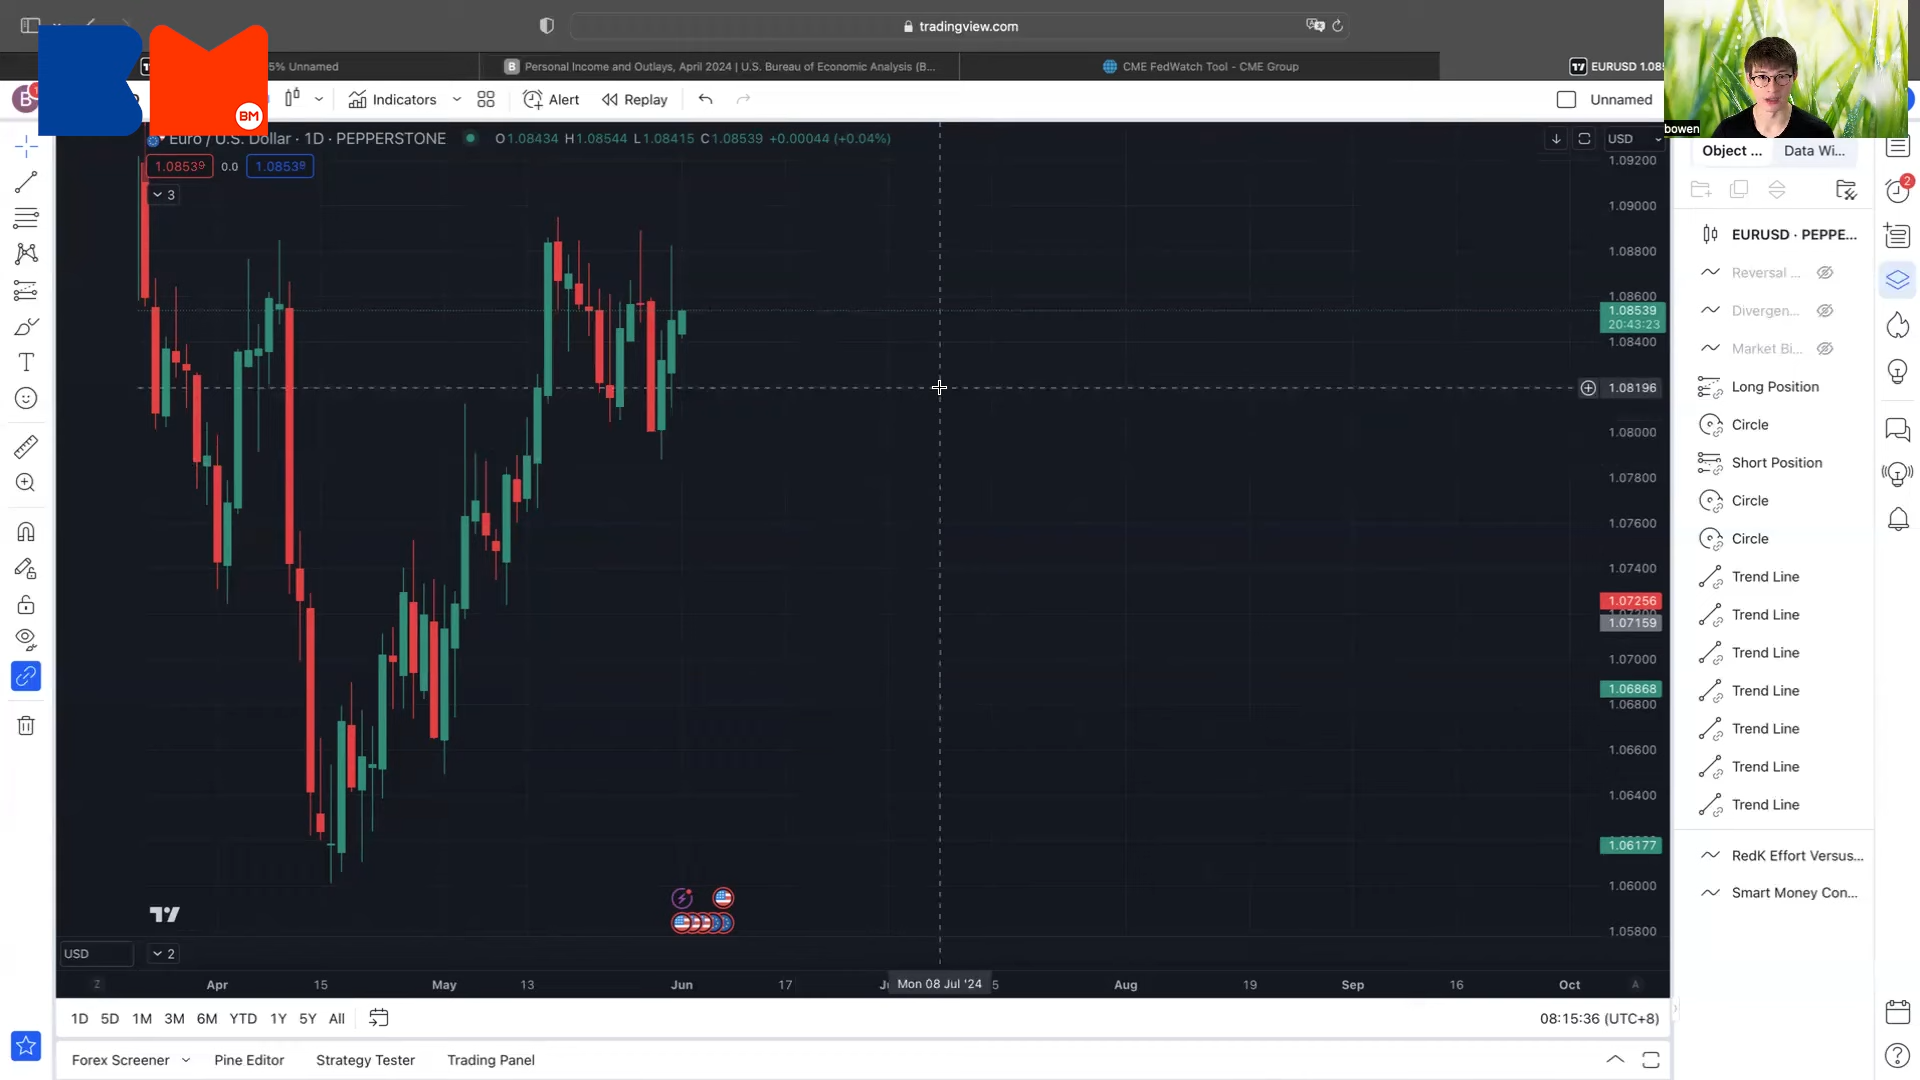 tradingview.com
5% Unnamed
Personal Income and Outlays, April 2024 | U.S. Bureau of Economic Analysis (B...
CME FedWatch Tool - CME Group
EURUSD 1.085
BM
bowen
Indicators
Alert
Replay
Unnamed
Euro / U.S. Dollar · 1D · PEPPERSTONE
O1.08434 H1.08544 L1.08415 C1.08539 +0.00044 (+0.04%)
1.08539
0.0
1.08538
3
USD
1.09200
1.09000
1.08800
1.08600
1.08539
20:43:23
1.08400
1.08196
1.08000
1.07800
1.07600
1.07400
1.07256
1.07159
1.07000
1.06868
1.06800
1.06600
1.06400
1.06177
1.06000
1.05800
Object ...
Data Wi...
2
EURUSD · PEPPE...
Reversal ...
Divergen...
Market Bi...
Long Position
Circle
Short Position
Circle
Circle
Trend Line
Trend Line
Trend Line
Trend Line
Trend Line
Trend Line
Trend Line
RedK Effort Versus...
Smart Money Con...
USD
2
Z
Apr
15
May
13
Jun
17
Mon 08 Jul '24
5
Aug
19
Sep
16
Oct
A
1D
5D
1M
3M
6M
YTD
1Y
5Y
All
08:15:36 (UTC+8)
Forex Screener
Pine Editor
Strategy Tester
Trading Panel